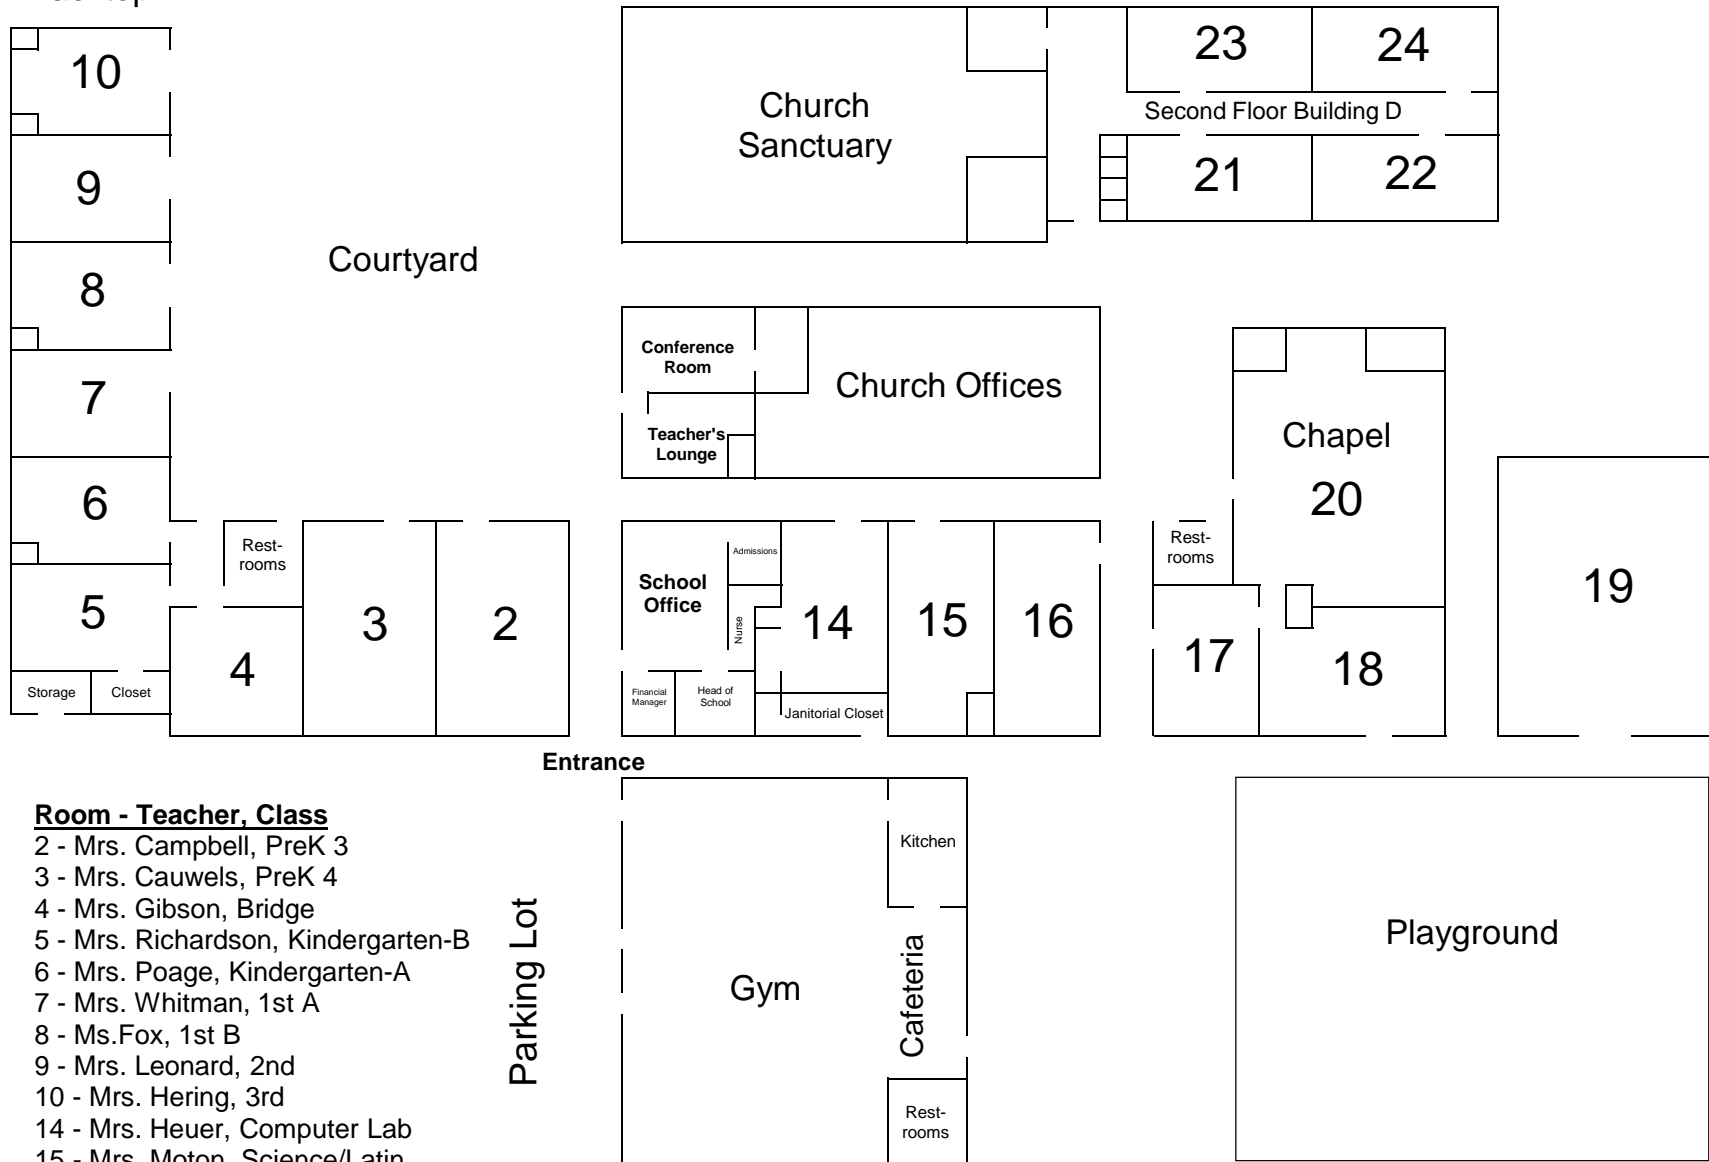 10
9
8
7
6
5
Storage
Closet
Courtyard
Rest-
rooms
4
3
2
Church
Sanctuary
23
24
Second Floor Building D
21
22
Conference
Room
Teacher's
Lounge
Church Offices
School
Office
Admissions
Nurse
Financial
Manager
Head of
School
14
Janitorial Closet
15
16
Rest-
rooms
Chapel
20
17
18
19
Entrance
Room - Teacher, Class
2 - Mrs. Campbell, PreK 3
3 - Mrs. Cauwels, PreK 4
4 - Mrs. Gibson, Bridge
5 - Mrs. Richardson, Kindergarten-B
6 - Mrs. Poage, Kindergarten-A
7 - Mrs. Whitman, 1st A
8 - Ms.Fox, 1st B
9 - Mrs. Leonard, 2nd
10 - Mrs. Hering, 3rd
14 - Mrs. Heuer, Computer Lab
15 - Mrs. Moton, Science/Latin
Parking Lot
Gym
Kitchen
Cafeteria
Rest-
rooms
Playground